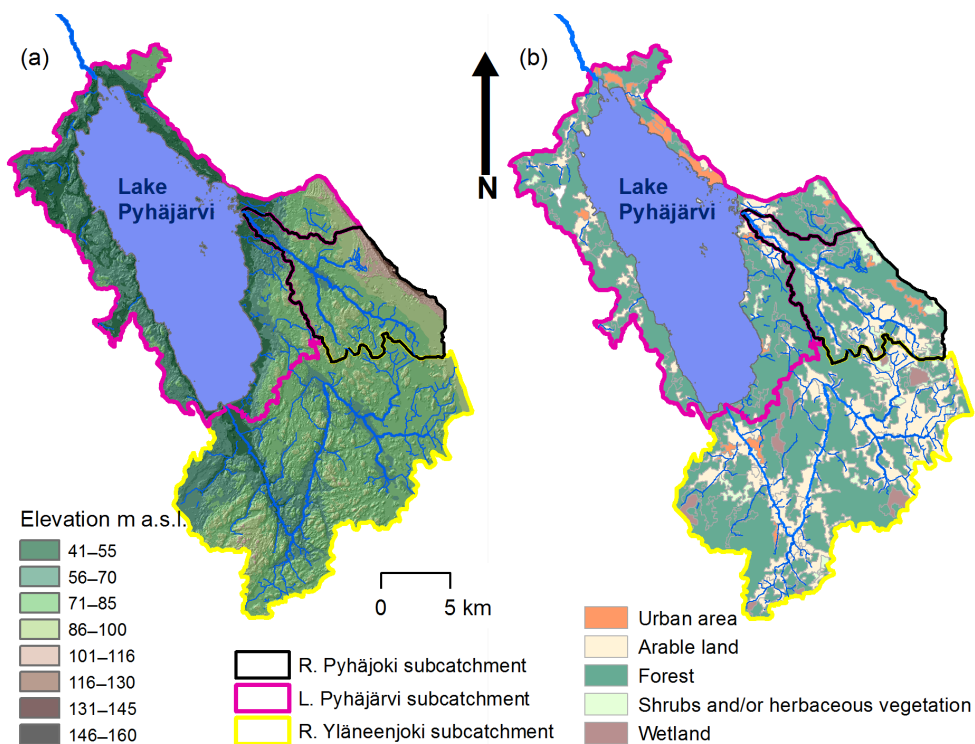 (a)
(b)
N
Lake
Pyhäjärvi
Lake
Pyhäjärvi
Elevation m a.s.l.
41–55
56–70
71–85
86–100
101–116
116–130
131–145
146–160
0 5 km
R. Pyhäjoki subcatchment
L. Pyhäjärvi subcatchment
R. Yläneenjoki subcatchment
Urban area
Arable land
Forest
Shrubs and/or herbaceous vegetation
Wetland